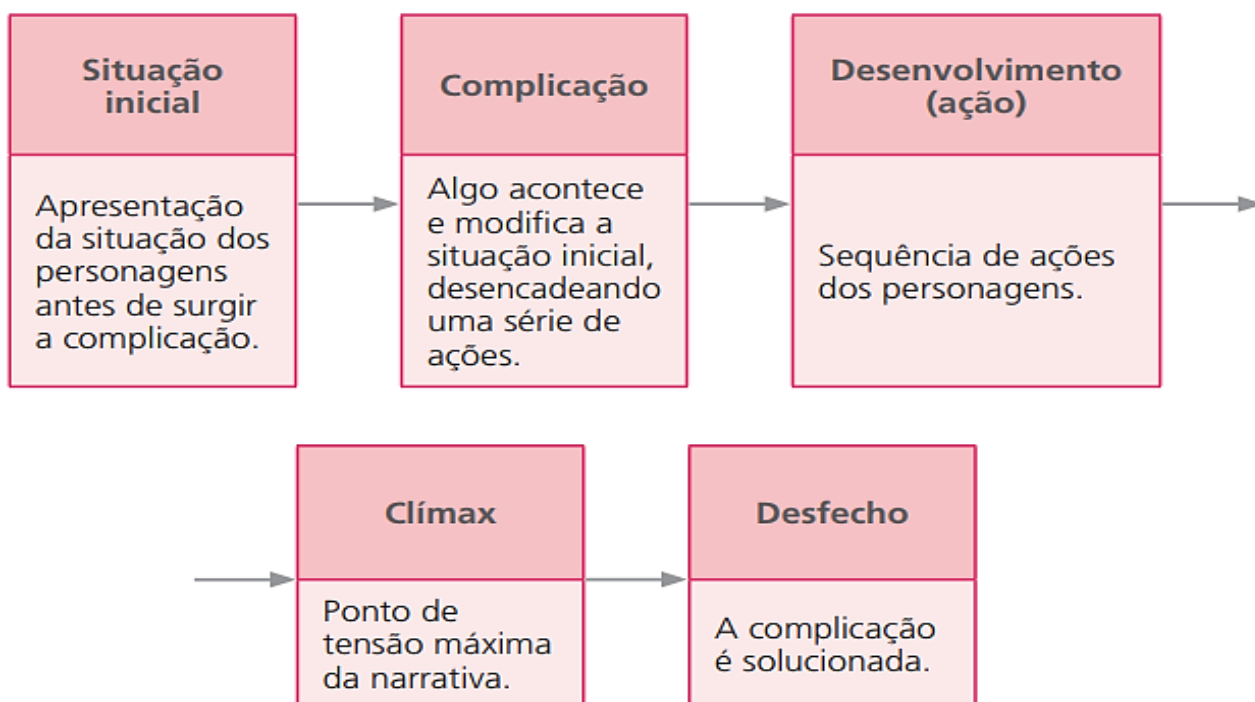 Situação
inicial
Apresentação
da situação dos
personagens
antes de surgir
a complicação.
Complicação
Algo acontece
e modifica a
situação inicial,
desencadeando
uma série de
ações.
Desenvolvimento
(ação)
Sequência de ações
dos personagens.
Clímax
Ponto de
tensão máxima
da narrativa.
Desfecho
A complicação
é solucionada.